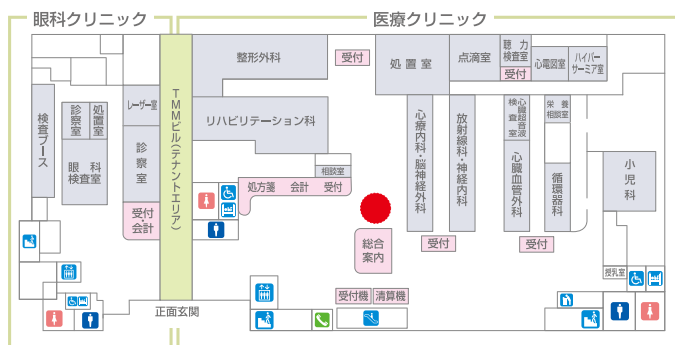 眼科クリニック
医療クリニック
整形外科
受付
処置室
点滴室
聴力
検査室
受付
心電図室
ハイパー
サーミア室
検査ブース
診察室
処置室
眼科
検査室
レーザー室
診察室
受付
・
会計
TMMビル(テナントエリア)
リハビリテーション科
相談室
処方箋 会計 受付
総合
案内
心療内科・脳神経外科
放射線科・神経内科
心臓超音波
検査室
心臓血管外科
栄養
相談室
循環器科
小児科
受付
受付
授乳室
受付機
清算機
正面玄関